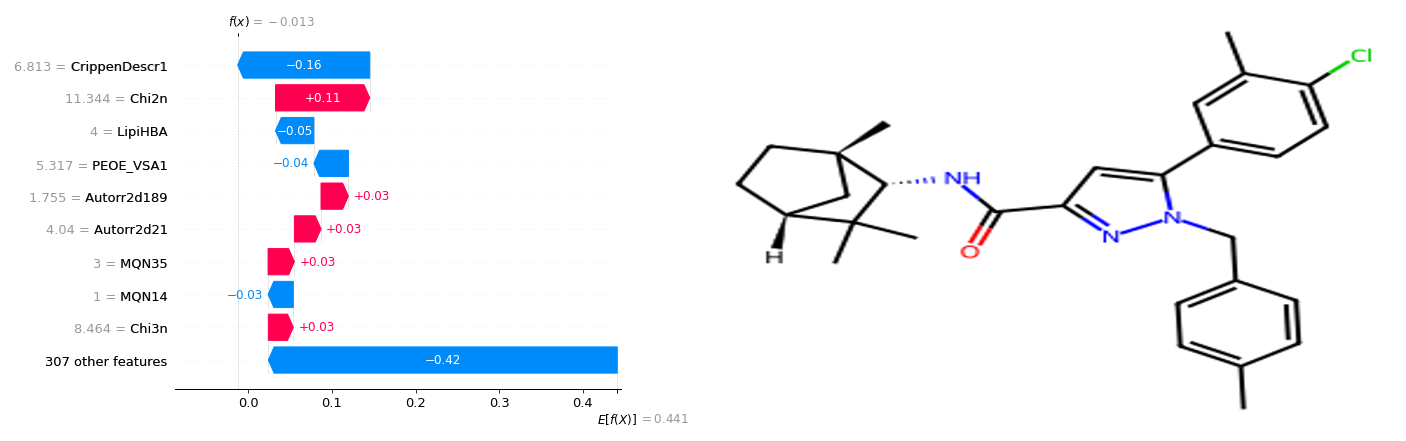 f(x) = −0.013
6.813 = CrippenDescr1
−0.16
11.344 = Chi2n
+0.11
4 = LipiHBA
−0.05
5.317 = PEOE_VSA1
−0.04
1.755 = Autorr2d189
+0.03
4.04 = Autorr2d21
+0.03
3 = MQN35
+0.03
1 = MQN14
−0.03
8.464 = Chi3n
+0.03
307 other features
−0.42
0.0 0.1 0.2 0.3 0.4
E[f(X)] = 0.441
Cl
NH
N
N
O
H